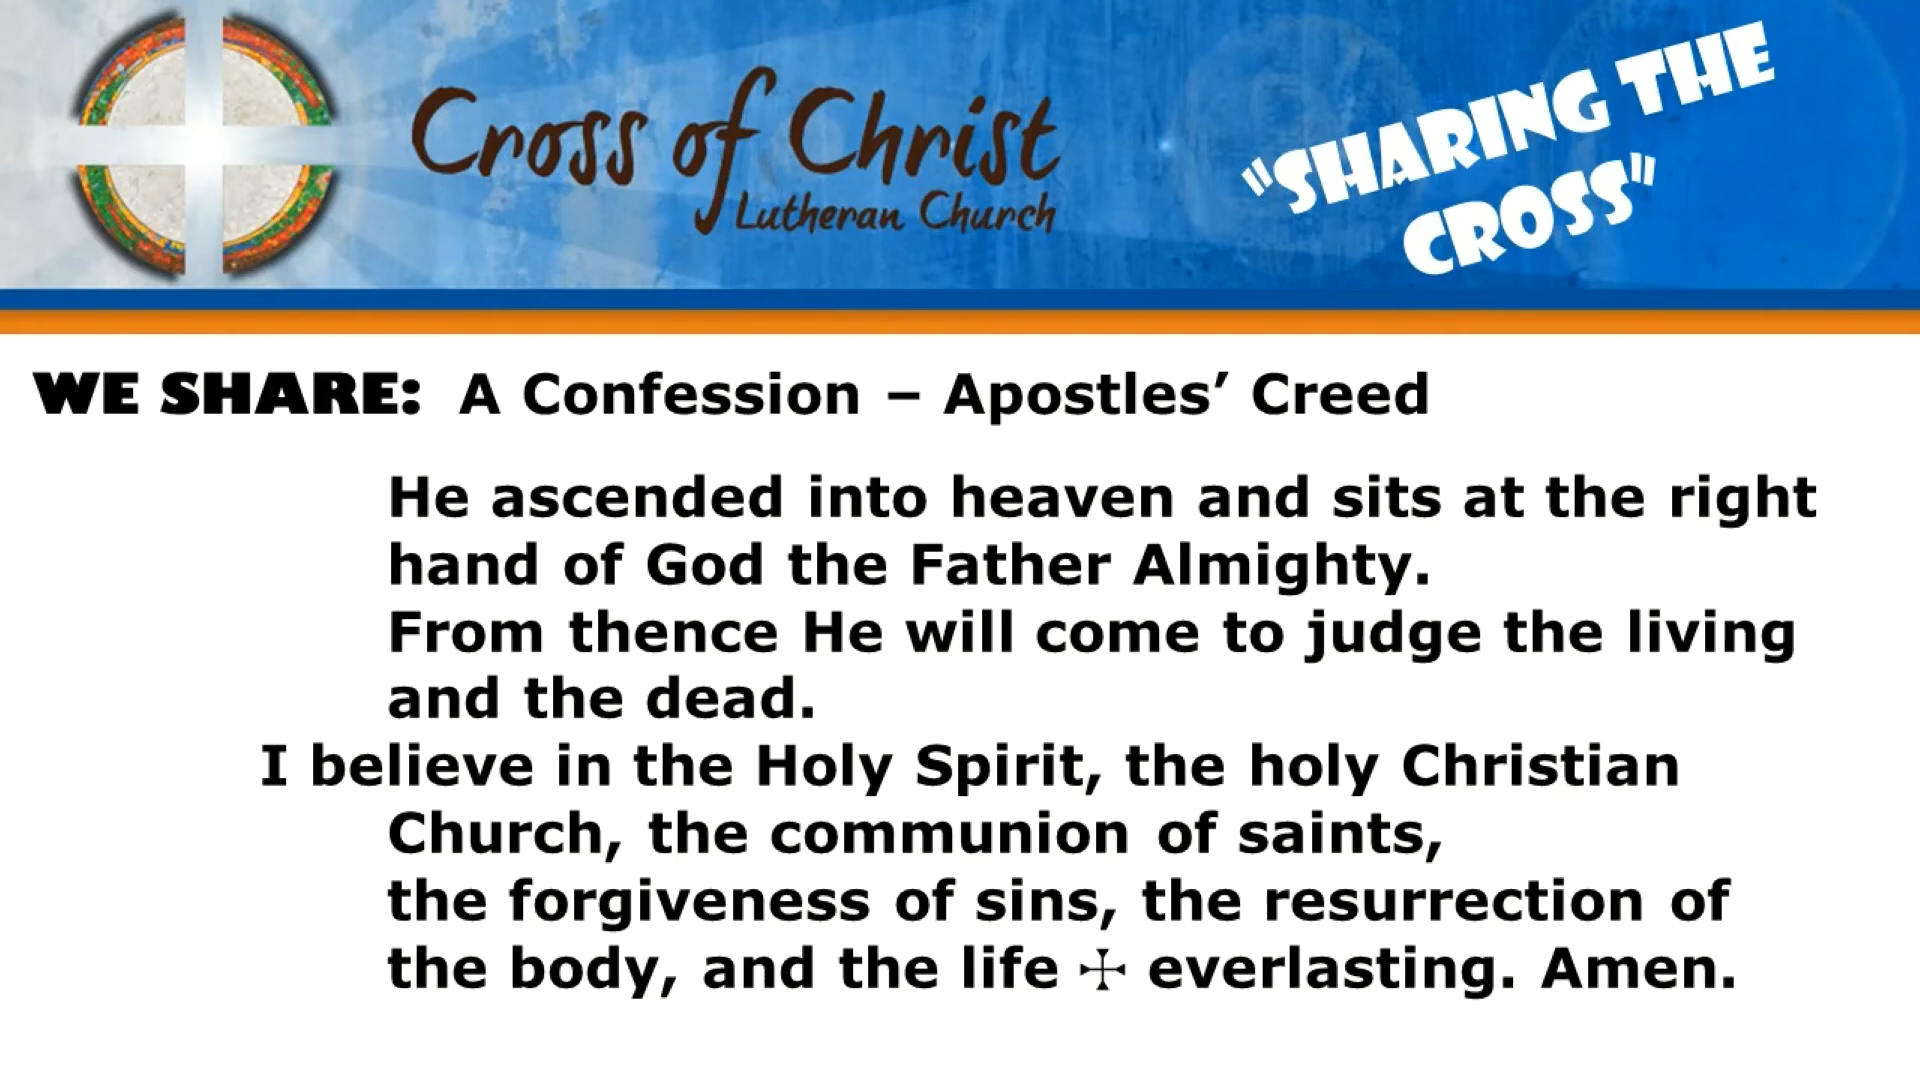 Cross of Christ
Lutheran Church
"SHARING THE
CROSS"
WE SHARE: A Confession – Apostles’ Creed
He ascended into heaven and sits at the right
hand of God the Father Almighty.
From thence He will come to judge the living
and the dead.
I believe in the Holy Spirit, the holy Christian
Church, the communion of saints,
the forgiveness of sins, the resurrection of
the body, and the life ☩ everlasting. Amen.